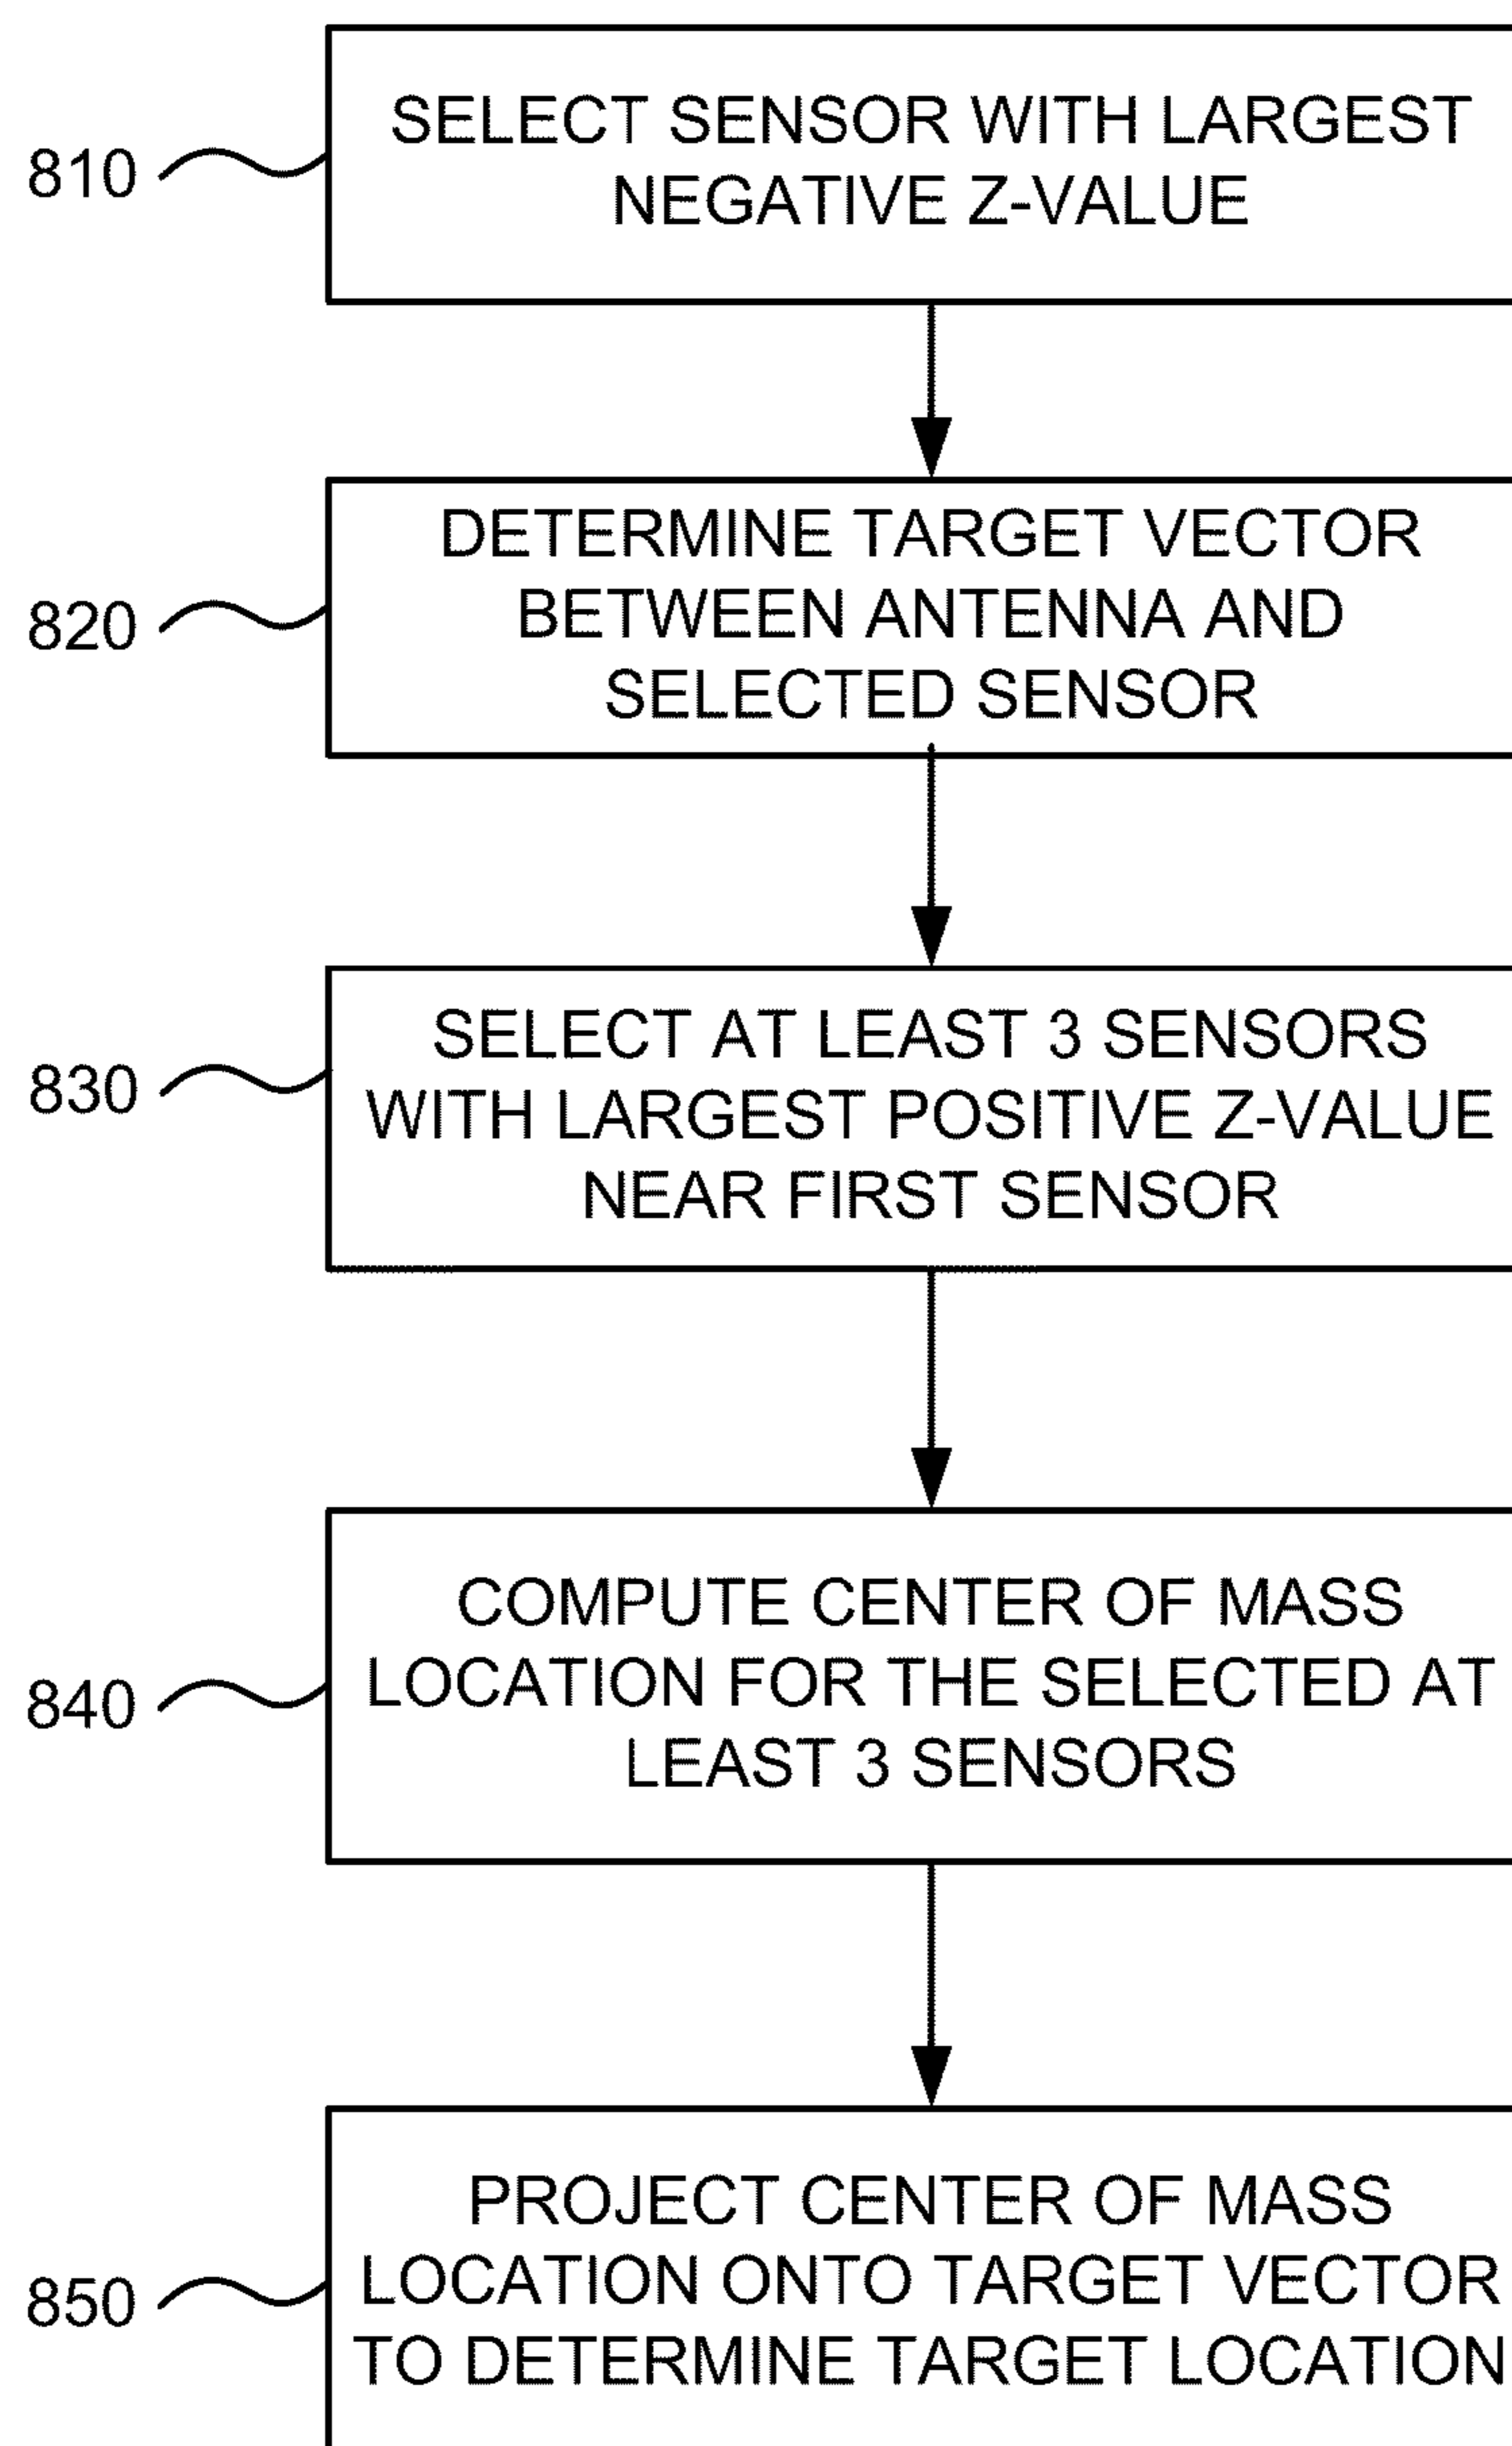 810
SELECT SENSOR WITH LARGEST
NEGATIVE Z-VALUE
820
DETERMINE TARGET VECTOR
BETWEEN ANTENNA AND
SELECTED SENSOR
830
SELECT AT LEAST 3 SENSORS
WITH LARGEST POSITIVE Z-VALUE
NEAR FIRST SENSOR
840
COMPUTE CENTER OF MASS
LOCATION FOR THE SELECTED AT
LEAST 3 SENSORS
850
PROJECT CENTER OF MASS
LOCATION ONTO TARGET VECTOR
TO DETERMINE TARGET LOCATION